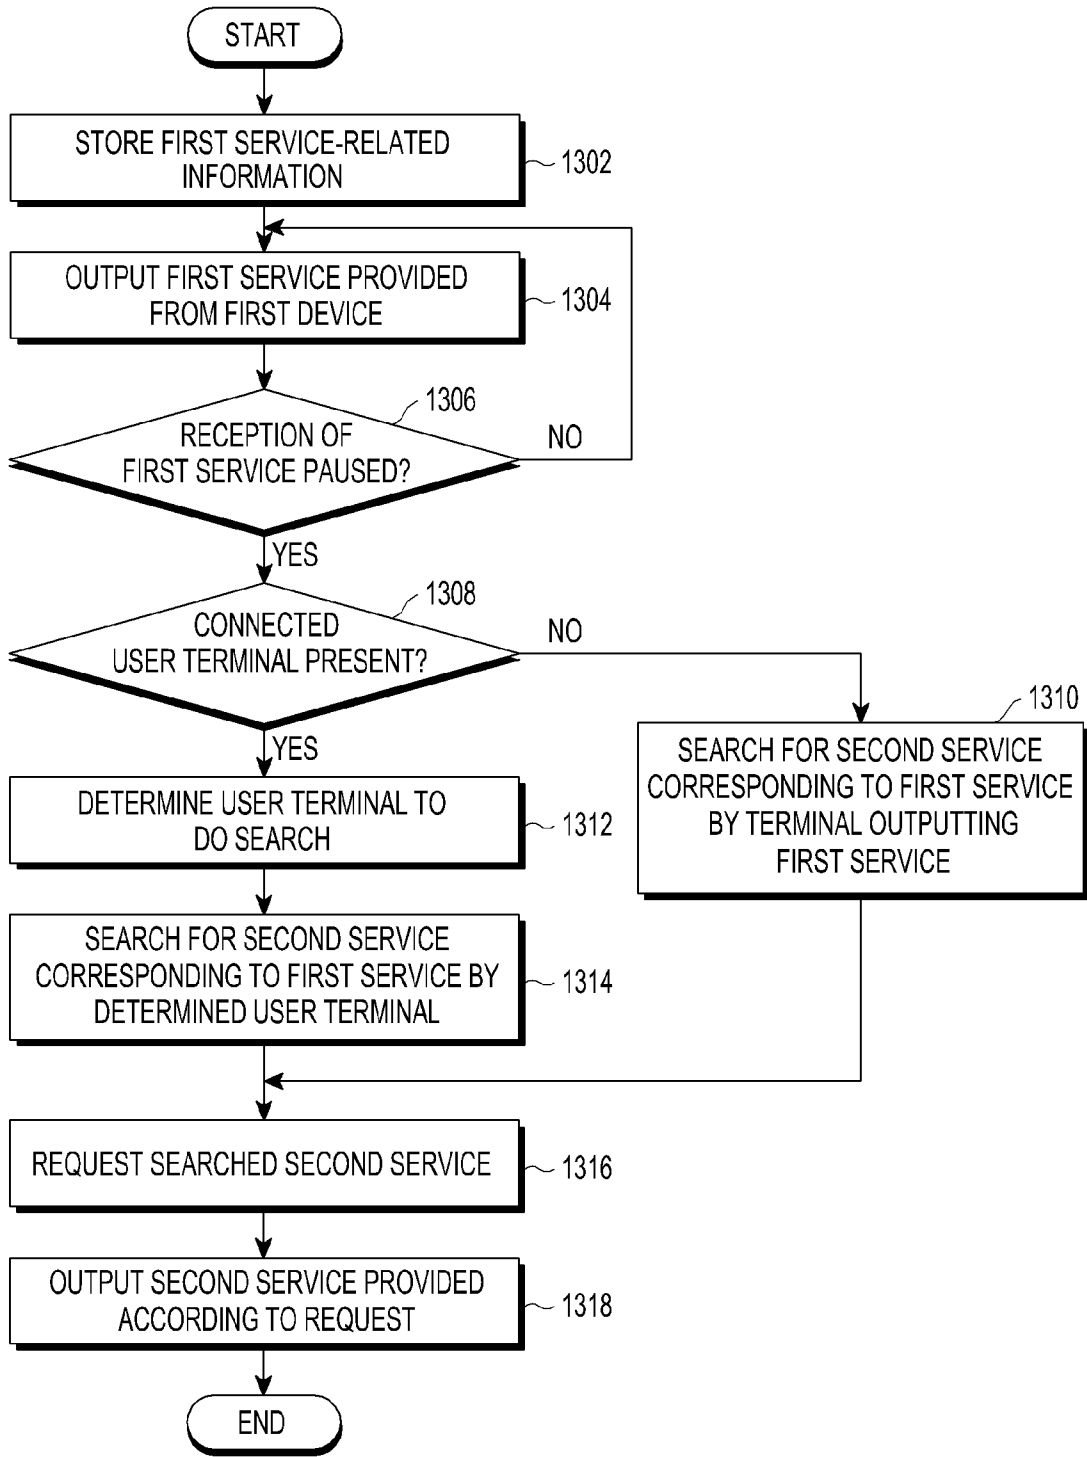 START
STORE FIRST SERVICE-RELATED
INFORMATION
1302
OUTPUT FIRST SERVICE PROVIDED
FROM FIRST DEVICE
1304
1306
RECEPTION OF
FIRST SERVICE PAUSED?
NO
YES
1308
CONNECTED
USER TERMINAL PRESENT?
NO
YES
1310
SEARCH FOR SECOND SERVICE
CORRESPONDING TO FIRST SERVICE
BY TERMINAL OUTPUTTING
FIRST SERVICE
DETERMINE USER TERMINAL TO
DO SEARCH
1312
SEARCH FOR SECOND SERVICE
CORRESPONDING TO FIRST SERVICE BY
DETERMINED USER TERMINAL
1314
REQUEST SEARCHED SECOND SERVICE
1316
OUTPUT SECOND SERVICE PROVIDED
ACCORDING TO REQUEST
1318
END